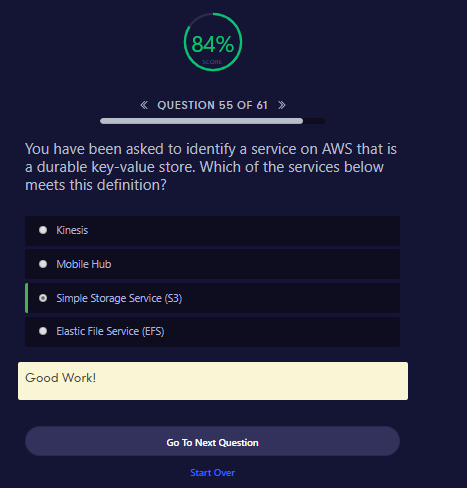 84%
SCORE
« QUESTION 55 OF 61 »
You have been asked to identify a service on AWS that is
a durable key-value store. Which of the services below
meets this definition?
Kinesis
Mobile Hub
Simple Storage Service (S3)
Elastic File Service (EFS)
Good Work!
Go To Next Question
Start Over